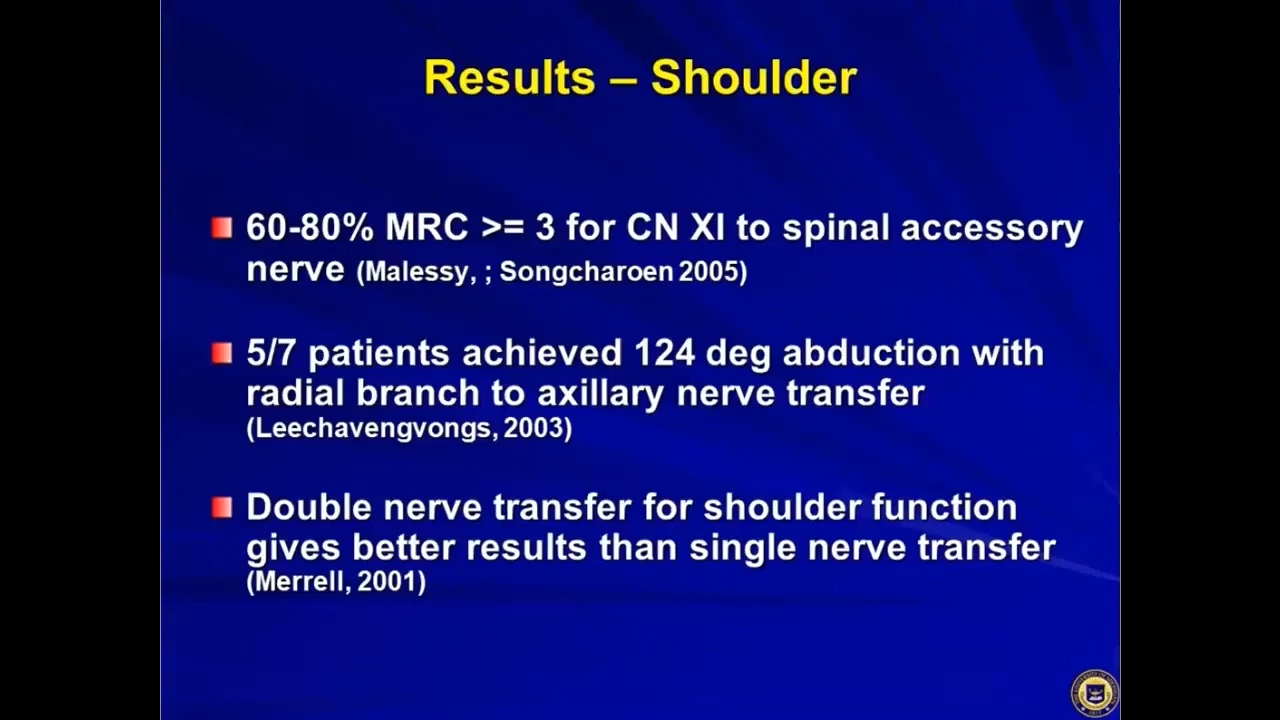 Results – Shoulder
60-80% MRC >= 3 for CN XI to spinal accessory
nerve (Malessy, ; Songcharoen 2005)
5/7 patients achieved 124 deg abduction with
radial branch to axillary nerve transfer
(Leechavengvongs, 2003)
Double nerve transfer for shoulder function
gives better results than single nerve transfer
(Merrell, 2001)